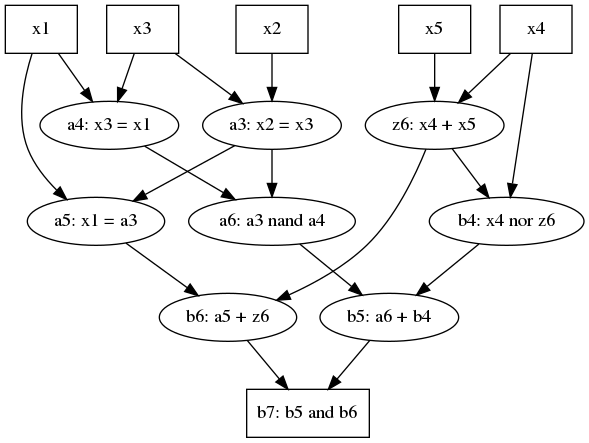 x1
x3
x2
x5
x4
a4: x3 = x1
a3: x2 = x3
z6: x4 + x5
a5: x1 = a3
a6: a3 nand a4
b4: x4 nor z6
b6: a5 + z6
b5: a6 + b4
b7: b5 and b6